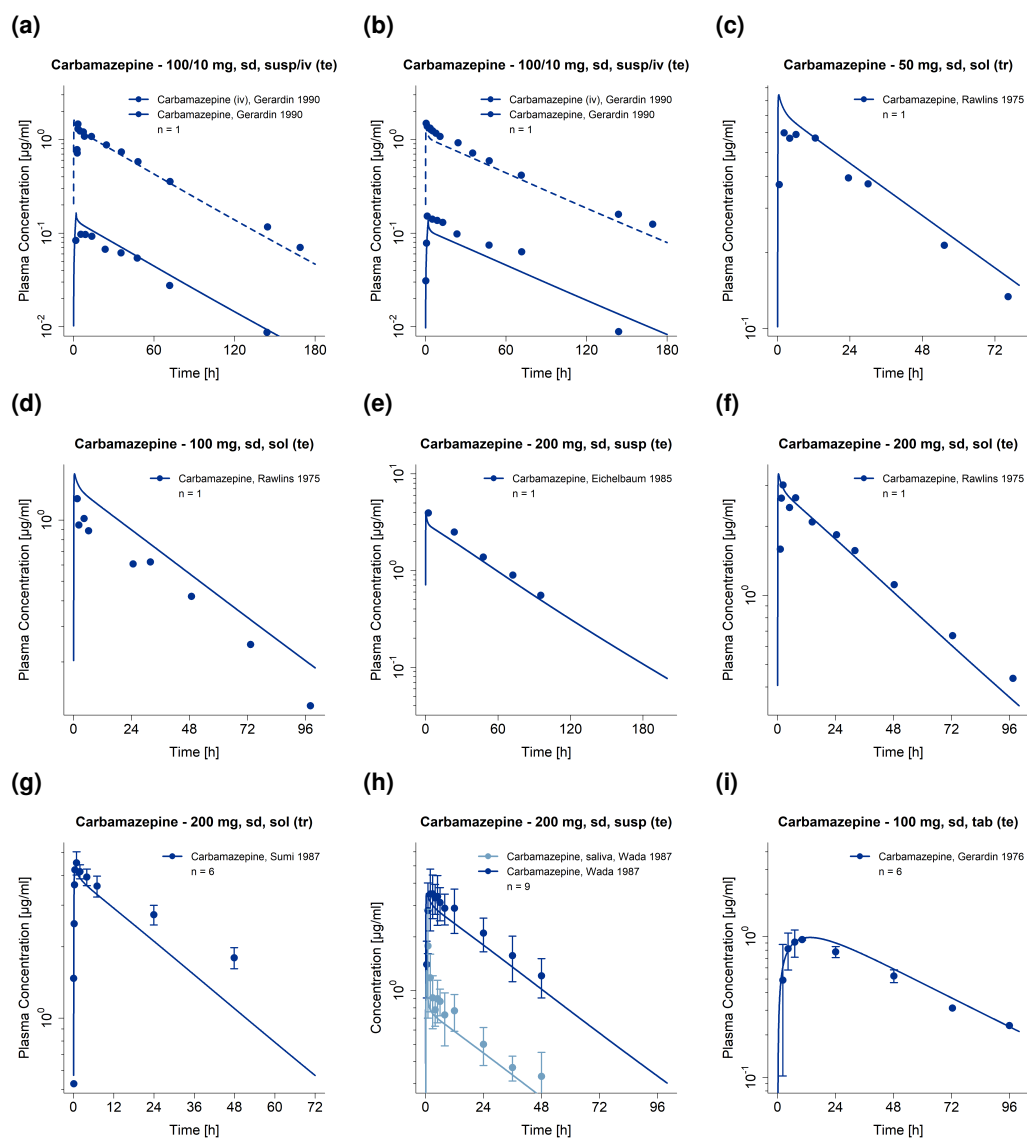 (a)
Carbamazepine - 100/10 mg, sd, susp/iv (te)
Carbamazepine (iv), Gerardin 1990
Carbamazepine, Gerardin 1990
n = 1
Plasma Concentration [µg/ml]
10⁰
10⁻¹
10⁻²
0 60 120 180
Time [h]
(b)
Carbamazepine - 100/10 mg, sd, susp/iv (te)
Carbamazepine (iv), Gerardin 1990
Carbamazepine, Gerardin 1990
n = 1
Plasma Concentration [µg/ml]
10⁰
10⁻¹
10⁻²
0 60 120 180
Time [h]
(c)
Carbamazepine - 50 mg, sd, sol (tr)
Carbamazepine, Rawlins 1975
n = 1
Plasma Concentration [µg/ml]
10⁻¹
0 24 48 72
Time [h]
(d)
Carbamazepine - 100 mg, sd, sol (te)
Carbamazepine, Rawlins 1975
n = 1
Plasma Concentration [µg/ml]
10⁰
0 24 48 72 96
Time [h]
(e)
Carbamazepine - 200 mg, sd, susp (te)
Carbamazepine, Eichelbaum 1985
n = 1
Plasma Concentration [µg/ml]
10¹
10⁰
10⁻¹
0 60 120 180
Time [h]
(f)
Carbamazepine - 200 mg, sd, sol (te)
Carbamazepine, Rawlins 1975
n = 1
Plasma Concentration [µg/ml]
10⁰
0 24 48 72 96
Time [h]
(g)
Carbamazepine - 200 mg, sd, sol (tr)
Carbamazepine, Sumi 1987
n = 6
Plasma Concentration [µg/ml]
10⁰
0 12 24 36 48 60 72
Time [h]
(h)
Carbamazepine - 200 mg, sd, susp (te)
Carbamazepine, saliva, Wada 1987
Carbamazepine, Wada 1987
n = 9
Concentration [µg/ml]
10⁰
0 24 48 72 96
Time [h]
(i)
Carbamazepine - 100 mg, sd, tab (te)
Carbamazepine, Gerardin 1976
n = 6
Plasma Concentration [µg/ml]
10⁰
10⁻¹
0 24 48 72 96
Time [h]